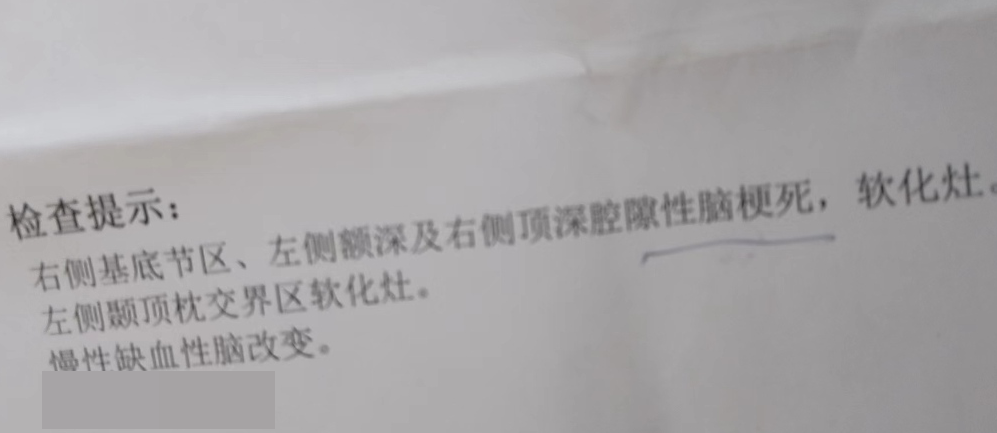 检查提示：
右侧基底节区、左侧额深及右侧顶深腔隙性脑梗死，软化灶。
左侧颞顶枕交界区软化灶。
慢性缺血性脑改变。